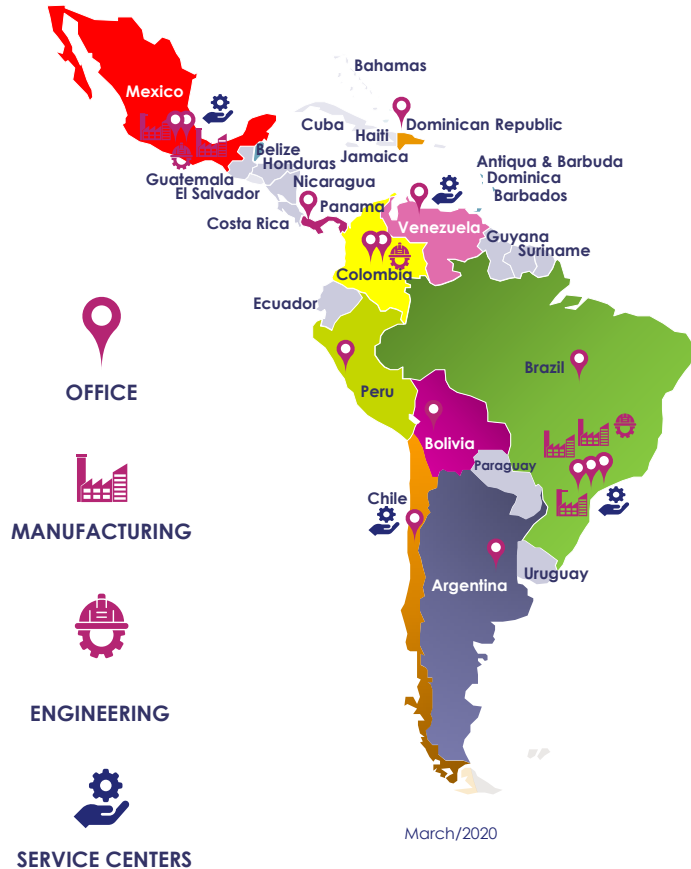 Bahamas
Mexico
Cuba
Haiti
Dominican Republic
Jamaica
Belize
Honduras
Guatemala
El Salvador
Nicaragua
Antiqua & Barbuda
Dominica
Barbados
Costa Rica
Panama
Venezuela
Guyana
Suriname
Colombia
Ecuador
Brazil
Peru
Bolivia
Paraguay
Chile
Uruguay
Argentina
OFFICE
MANUFACTURING
ENGINEERING
SERVICE CENTERS
March/2020